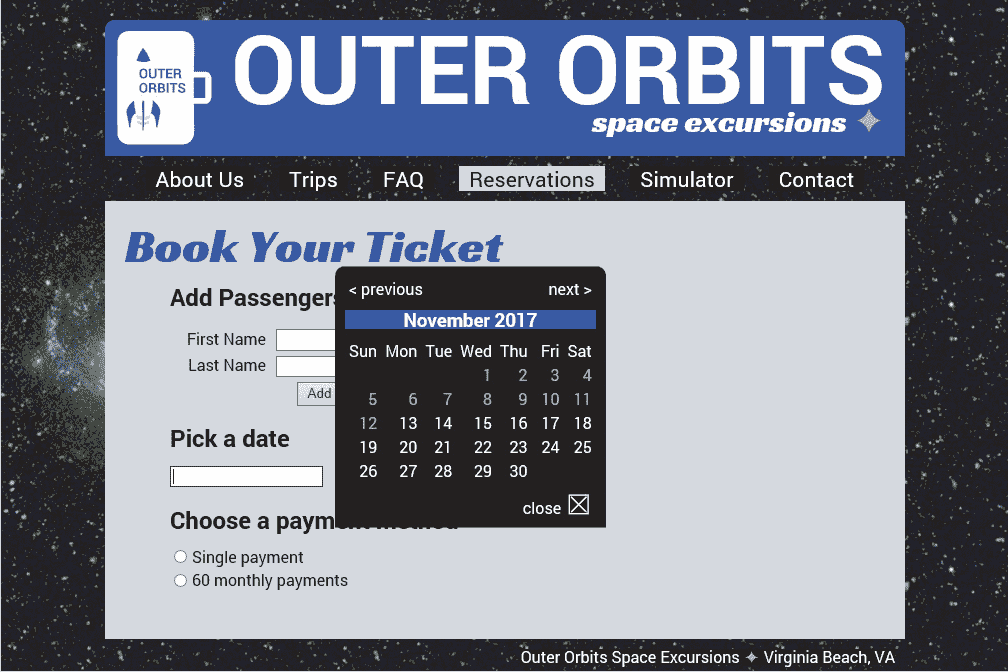 OUTER
ORBITS
OUTER ORBITS
space excursions
About Us Trips FAQ Reservations Simulator Contact
Book Your Ticket
Add Passengers
First Name
Last Name
Add
Pick a date
Choose a payment method
Single payment
60 monthly payments
< previous next >
November 2017
Sun Mon Tue Wed Thu Fri Sat
1 2 3 4
5 6 7 8 9 10 11
12 13 14 15 16 17 18
19 20 21 22 23 24 25
26 27 28 29 30
close
Outer Orbits Space Excursions ✦ Virginia Beach, VA